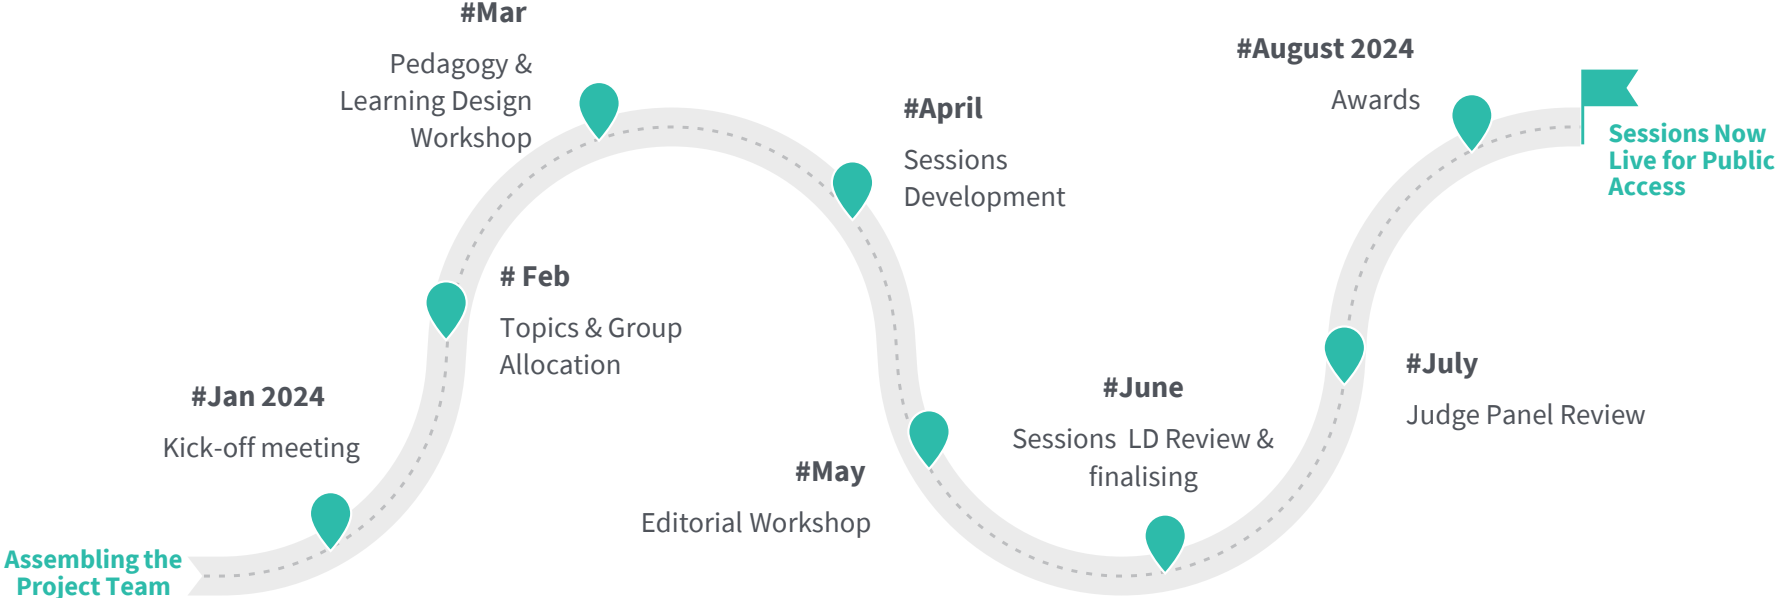 Assembling the
Project Team
#Jan 2024
Kick-off meeting
# Feb
Topics & Group
Allocation
#Mar
Pedagogy &
Learning Design
Workshop
#April
Sessions
Development
#May
Editorial Workshop
#June
Sessions  LD Review &
finalising
#July
Judge Panel Review
#August 2024
Awards
Sessions Now
Live for Public
Access